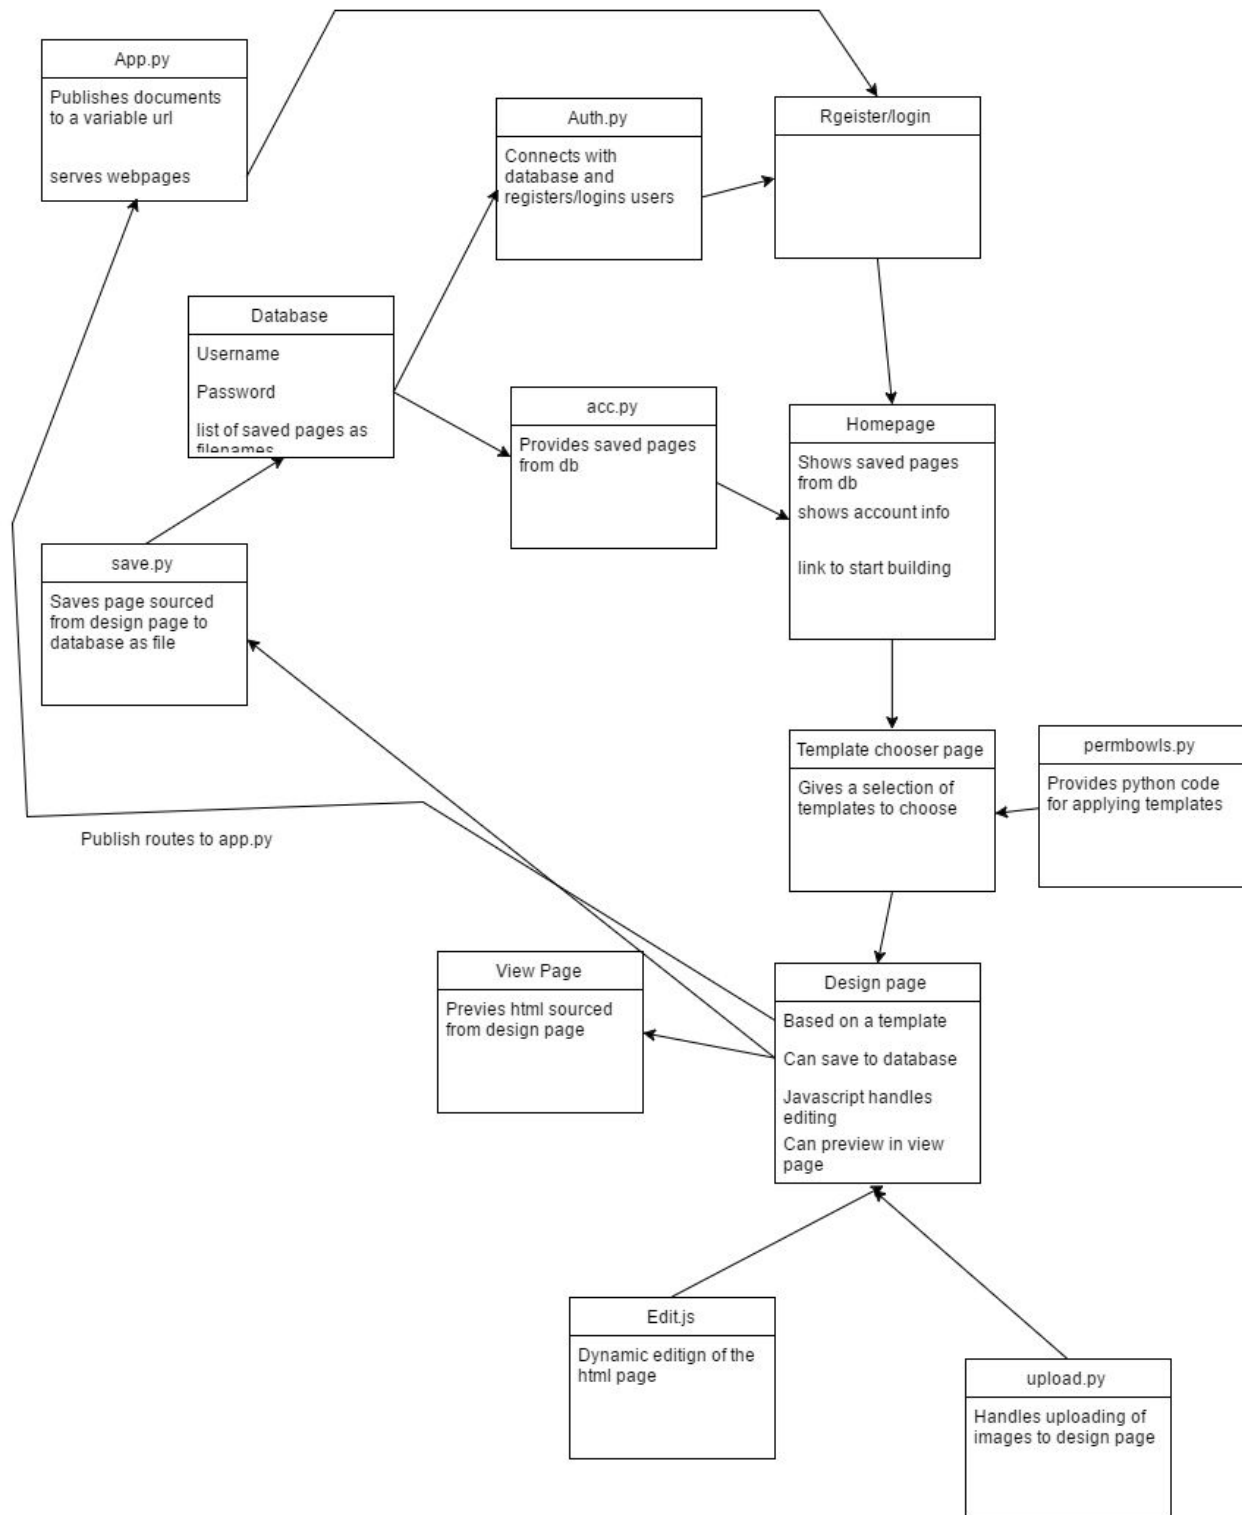 App.py
Publishes documents
to a variable url
serves webpages
Auth.py
Connects with
database and
registers/logins users
Rgeister/login
Database
Username
Password
list of saved pages as
filenames
acc.py
Provides saved pages
from db
Homepage
Shows saved pages
from db
shows account info
link to start building
save.py
Saves page sourced
from design page to
database as file
Template chooser page
Gives a selection of
templates to choose
permbowls.py
Provides python code
for applying templates
Publish routes to app.py
View Page
Previes html sourced
from design page
Design page
Based on a template
Can save to database
Javascript handles
editing
Can preview in view
page
Edit.js
Dynamic editign of the
html page
upload.py
Handles uploading of
images to design page